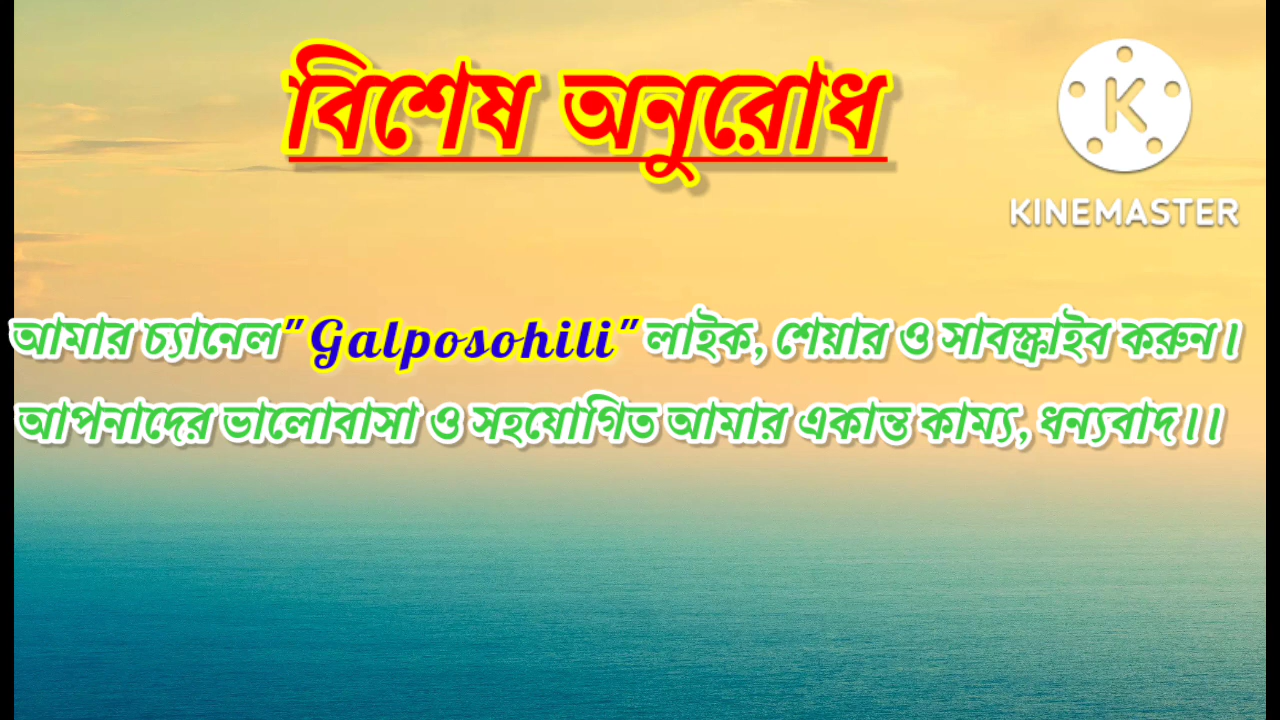 বিশেষ অনুরোধ
K
KINEMASTER
আমার চ্যানেল"Galposohili" লাইক, শেয়ার ও সাবস্ক্রাইব করুন।
আপনাদের ভালোবাসা ও সহযোগিত আমার একান্ত কাম্য, ধন্যবাদ।।